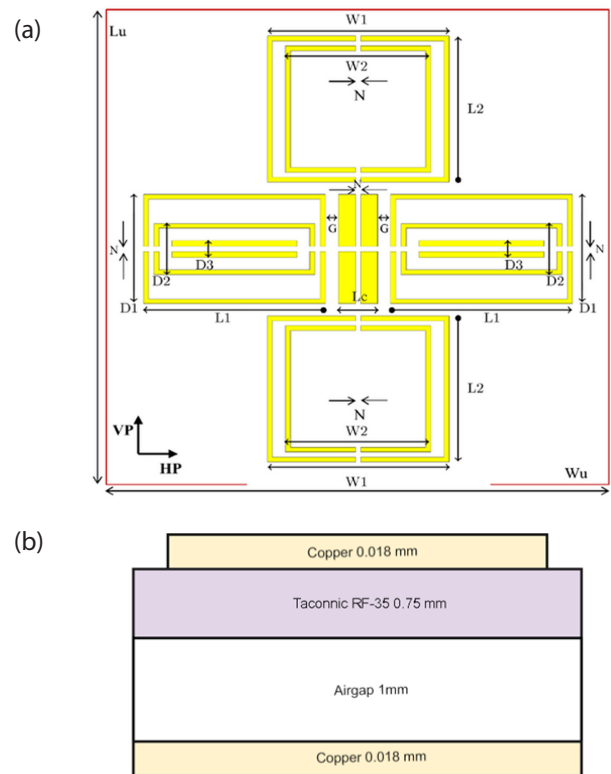 (a)
Lu
W1
W2
N
L2
N
G
G
N
D3
D2
D1
D3
D2
N
D1
L1
Lc
L1
N
L2
W2
W1
VP
HP
Wu
(b)
Copper 0.018 mm
Taconnic RF-35 0.75 mm
Airgap 1mm
Copper 0.018 mm